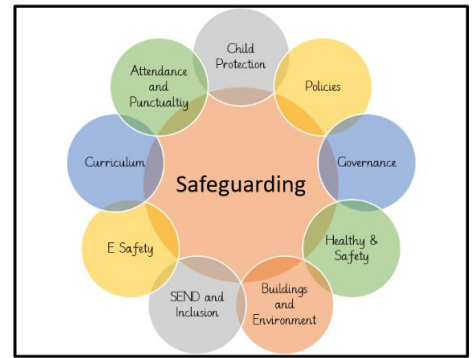 Child
Protection
Policies
Governance
Healthy &
Safety
Buildings
and
Environment
SEND and
Inclusion
E Safety
Curriculum
Attendance
and
Punctualtiy
Safeguarding